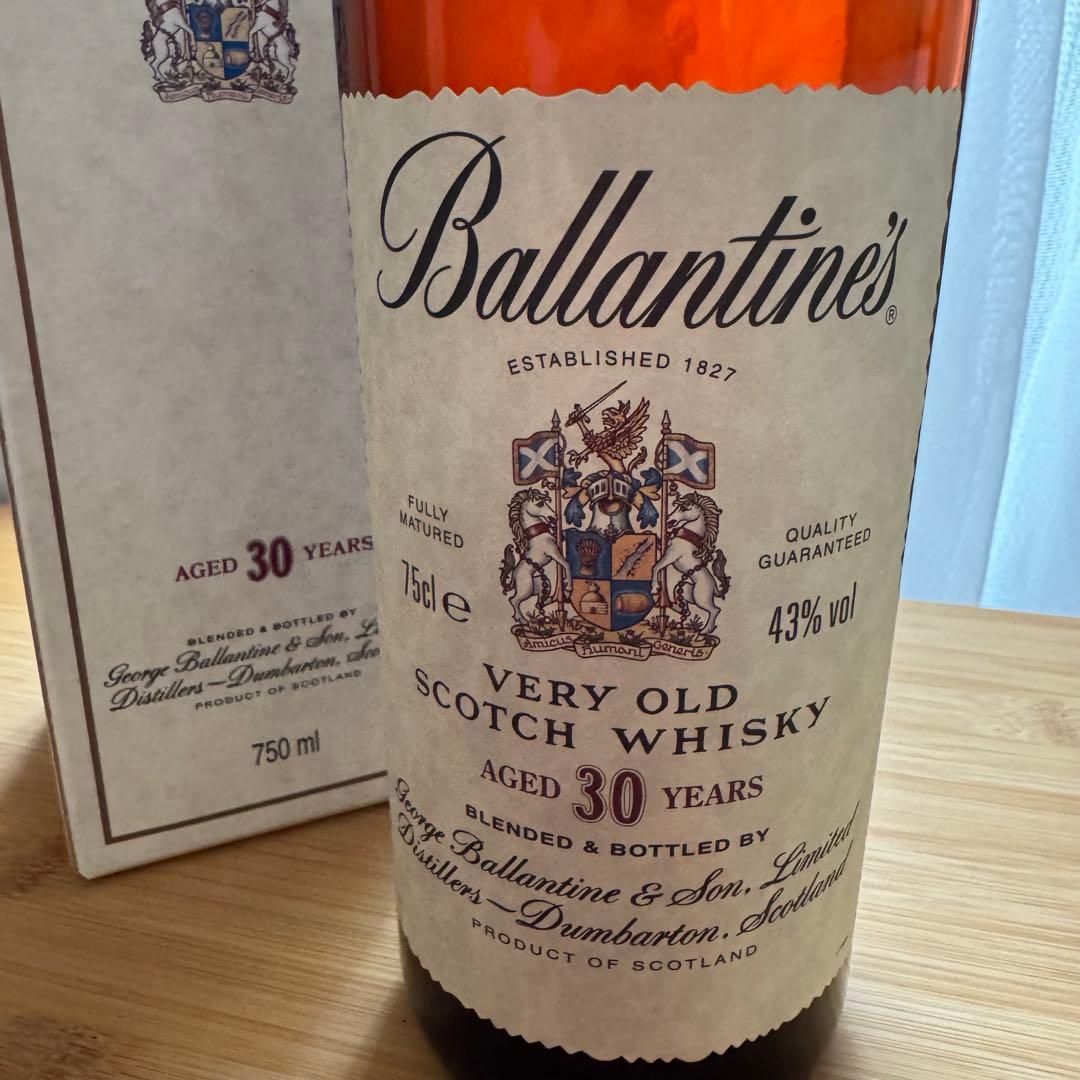 AGED 30 YEARS
BLENDED & BOTTLED BY
George Ballantine & Son,
Distillers—Dumbarton,
PRODUCT OF SCOTLAND
750 ml
Ballantine's®
ESTABLISHED 1827
FULLY
MATURED
75cl e
QUALITY
GUARANTEED
43% vol
Amicus Humani Generis
VERY OLD
SCOTCH WHISKY
AGED 30 YEARS
BLENDED & BOTTLED BY
George Ballantine & Son, Limited
Distillers—Dumbarton. Scotland
PRODUCT OF SCOTLAND